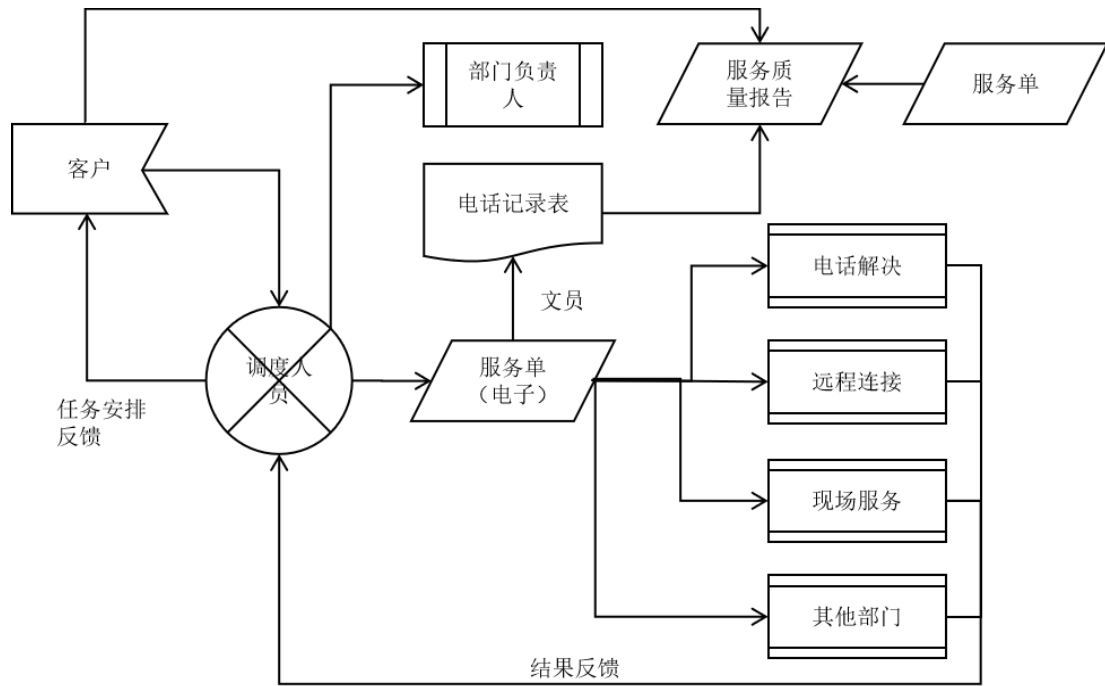 部门负责
人
服务质
量报告
服务单
客户
电话记录表
电话解决
文员
调度人
员
服务单
（电子）
远程连接
任务安排
反馈
现场服务
其他部门
结果反馈